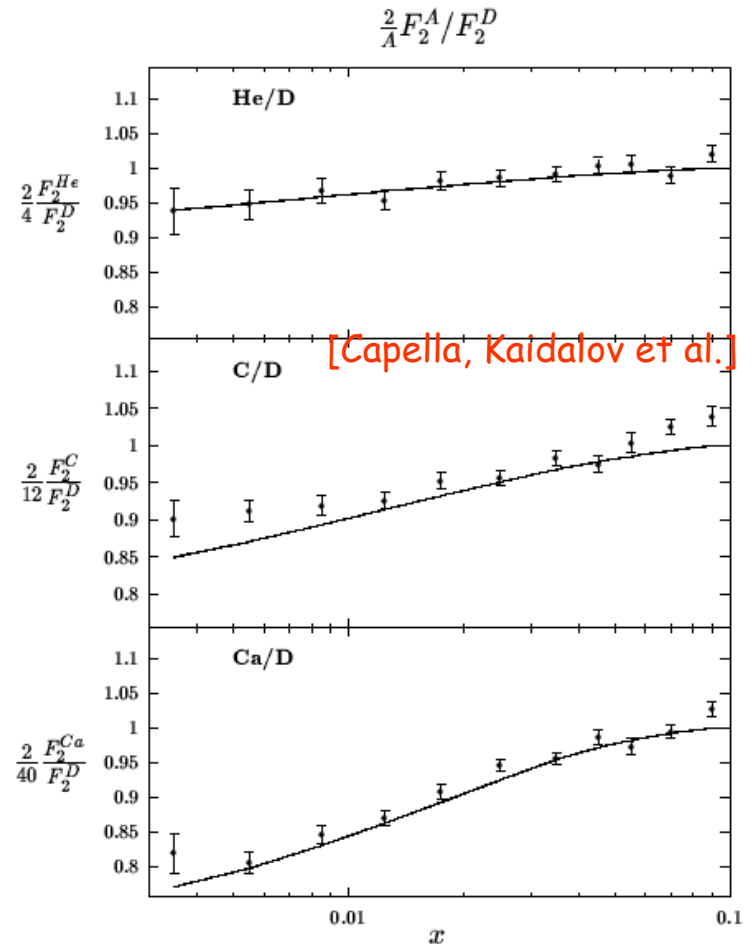 2/A F_2^A/F_2^D
He/D
1.1
1.05
1
0.95
0.9
0.85
0.8
2/4 F_2^{He}/F_2^D
[Capella, Kaidalov et al.]
C/D
1.1
1.05
1
0.95
0.9
0.85
0.8
2/12 F_2^C/F_2^D
Ca/D
1.1
1.05
1
0.95
0.9
0.85
0.8
2/40 F_2^{Ca}/F_2^D
0.01
0.1
x